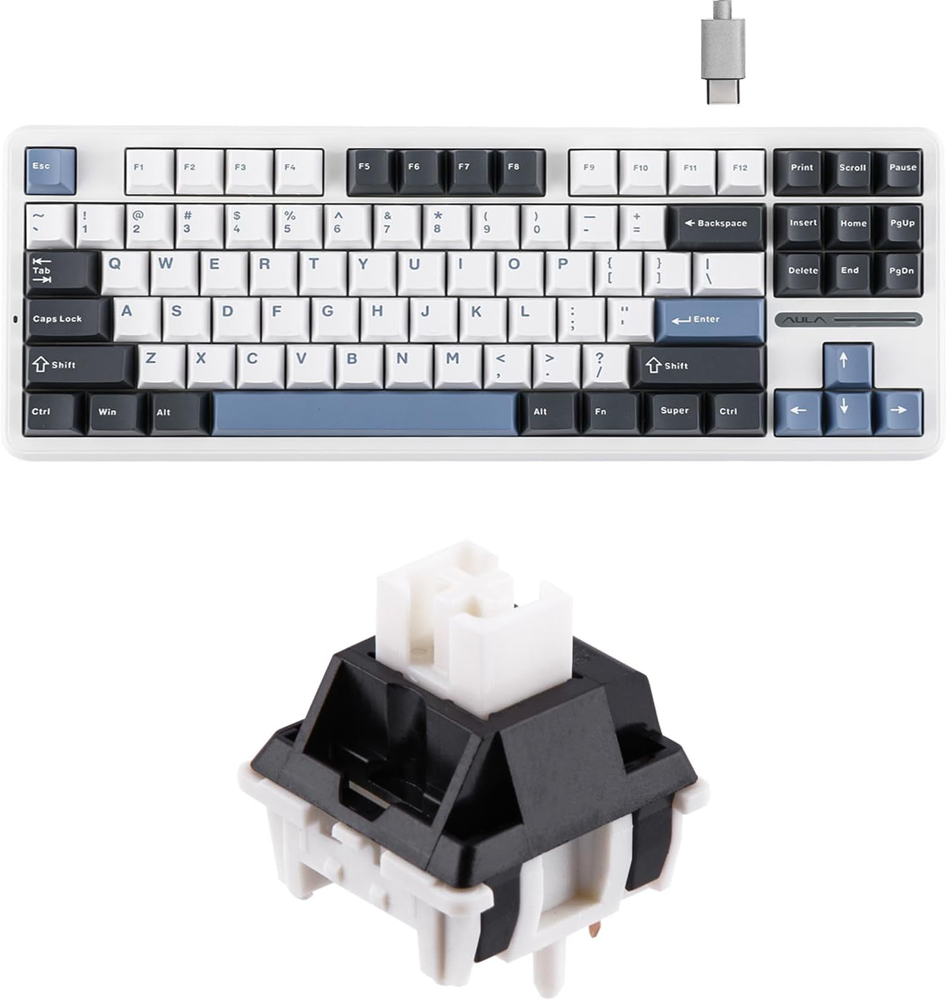 Esc F1 F2 F3 F4 F5 F6 F7 F8 F9 F10 F11 F12 Print Scroll Pause
~ ! @ # $ % ^ & * ( ) — +
` 1 2 3 4 5 6 7 8 9 0 - = ← Backspace Insert Home PgUp
Tab Q W E R T Y U I O P { } |
[ ] \ Delete End PgDn
Caps Lock A S D F G H J K L : "
; ' Enter
AULA
Shift Z X C V B N M < > ?
, . / Shift ↑
Ctrl Win Alt Alt Fn Super Ctrl ← ↓ →